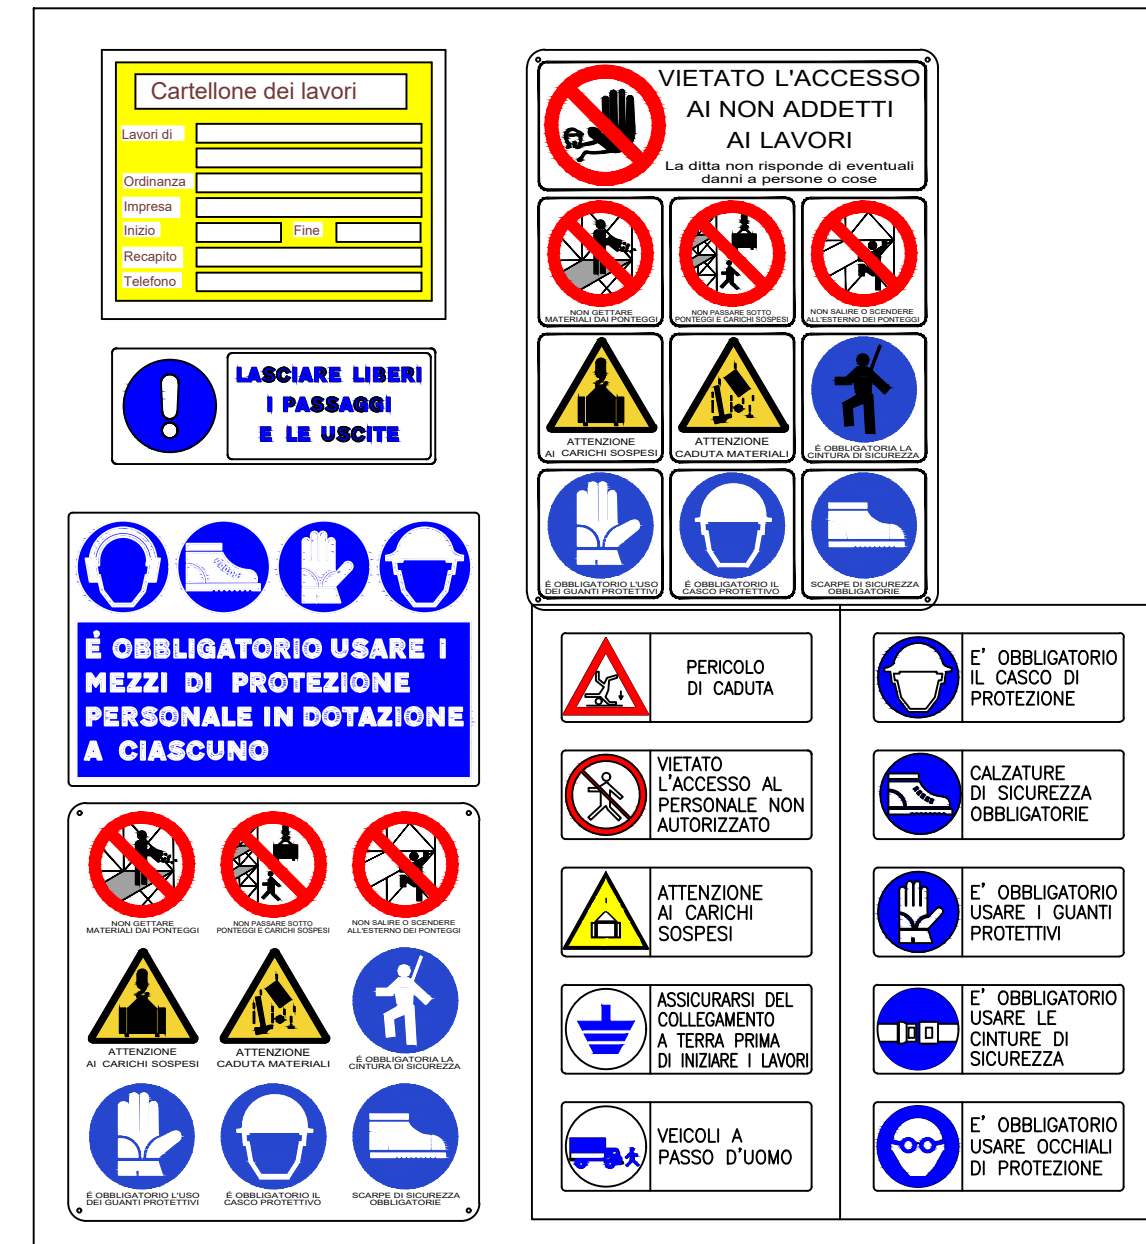 Cartellone dei lavori
Lavori di
Ordinanza
Impresa
Inizio
Fine
Recapito
Telefono
LASCIARE LIBERI
I PASSAGGI
E LE USCITE
É OBBLIGATORIO USARE I
MEZZI DI PROTEZIONE
PERSONALE IN DOTAZIONE
A CIASCUNO
NON GETTARE
MATERIALI DAI PONTEGGI
NON PASSARE SOTTO
PONTEGGI E CARICHI SOSPESI
NON SALIRE O SCENDERE
ALL'ESTERNO DEI PONTEGGI
ATTENZIONE
AI CARICHI SOSPESI
ATTENZIONE
CADUTA MATERIALI
É OBBLIGATORIA LA
CINTURA DI SICUREZZA
É OBBLIGATORIO L'USO
DEI GUANTI PROTETTIVI
É OBBLIGATORIO IL
CASCO PROTETTIVO
SCARPE DI SICUREZZA
OBBLIGATORIE
VIETATO L'ACCESSO
AI NON ADDETTI
AI LAVORI
La ditta non risponde di eventuali
danni a persone o cose
NON GETTARE
MATERIALI DAI PONTEGGI
NON PASSARE SOTTO
PONTEGGI E CARICHI SOSPESI
NON SALIRE O SCENDERE
ALL'ESTERNO DEI PONTEGGI
ATTENZIONE
AI CARICHI SOSPESI
ATTENZIONE
CADUTA MATERIALI
É OBBLIGATORIA LA
CINTURA DI SICUREZZA
É OBBLIGATORIO L'USO
DEI GUANTI PROTETTIVI
É OBBLIGATORIO IL
CASCO PROTETTIVO
SCARPE DI SICUREZZA
OBBLIGATORIE
PERICOLO
DI CADUTA
VIETATO
L'ACCESSO AL
PERSONALE NON
AUTORIZZATO
ATTENZIONE
AI CARICHI
SOSPESI
ASSICURARSI DEL
COLLEGAMENTO
A TERRA PRIMA
DI INIZIARE I LAVORI
VEICOLI A
PASSO D'UOMO
E' OBBLIGATORIO
IL CASCO DI
PROTEZIONE
CALZATURE
DI SICUREZZA
OBBLIGATORIE
E' OBBLIGATORIO
USARE I GUANTI
PROTETTIVI
E' OBBLIGATORIO
USARE LE
CINTURE DI
SICUREZZA
E' OBBLIGATORIO
USARE OCCHIALI
DI PROTEZIONE